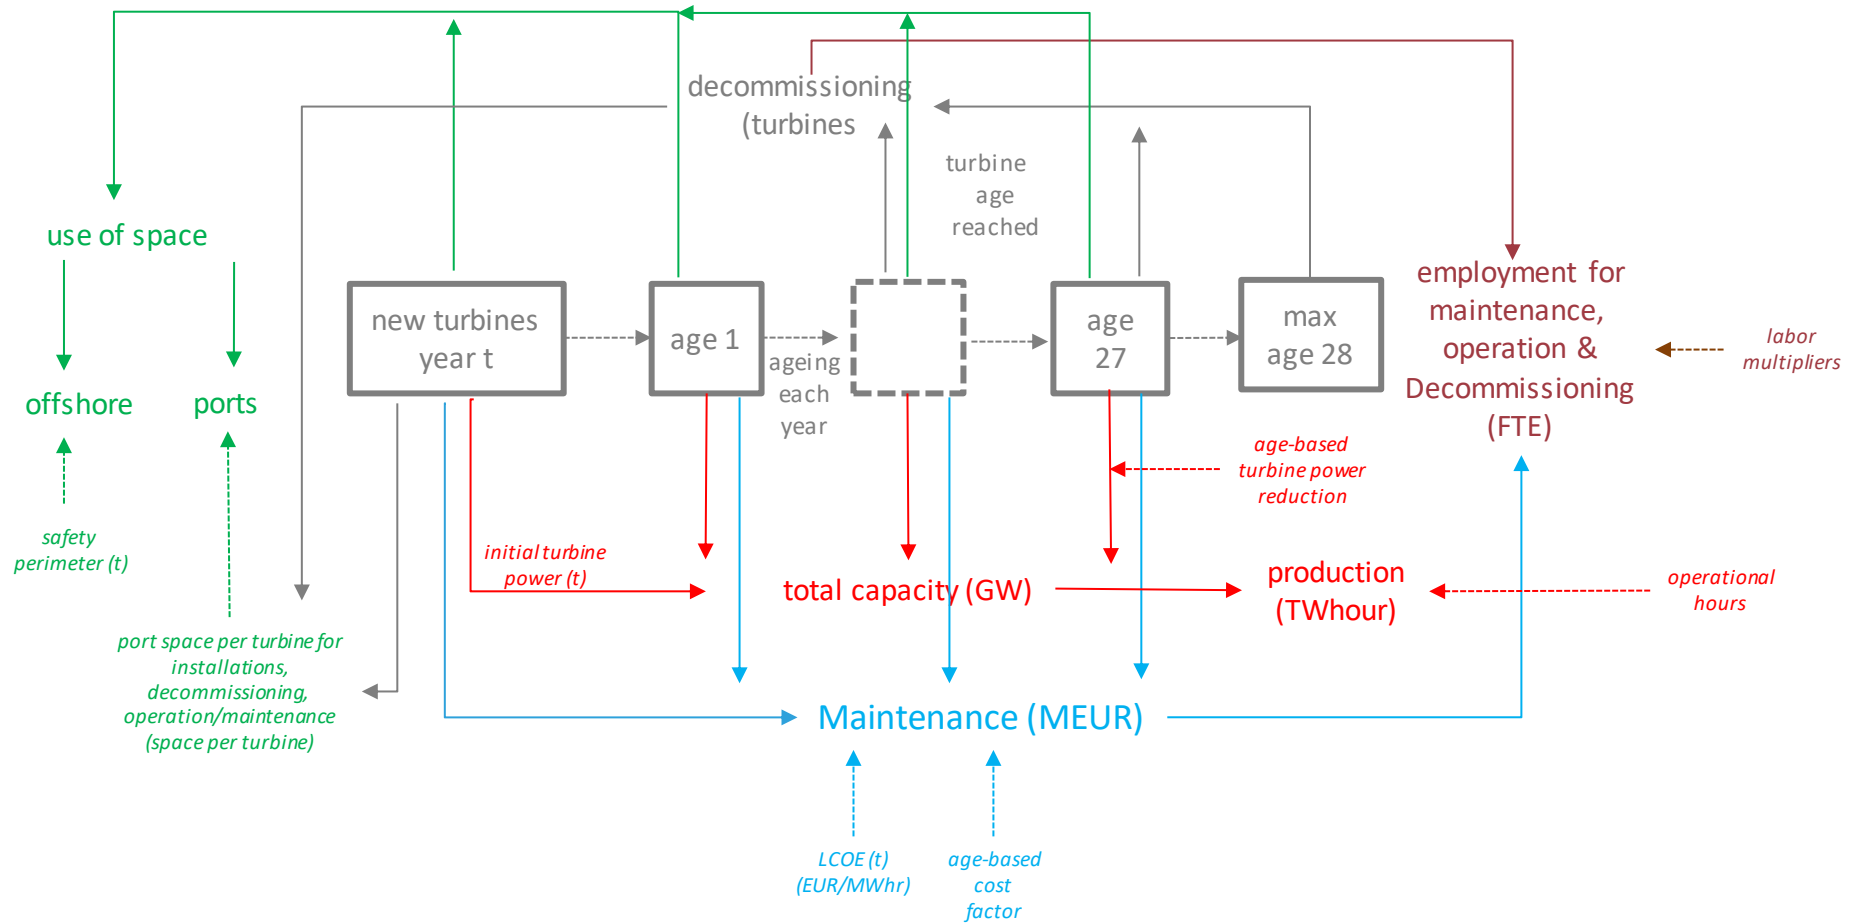 decommissioning
(turbines
turbine
age
reached
use of space
new turbines
year t
age 1
ageing
each
year
age
27
max
age 28
employment for
maintenance,
operation &
Decommissioning
(FTE)
labor
multipliers
offshore
ports
age-based
turbine power
reduction
safety
perimeter (t)
initial turbine
power (t)
total capacity (GW)
production
(TWhour)
operational
hours
port space per turbine for
installations,
decommissioning,
operation/maintenance
(space per turbine)
Maintenance (MEUR)
LCOE (t)
(EUR/MWhr)
age-based
cost
factor